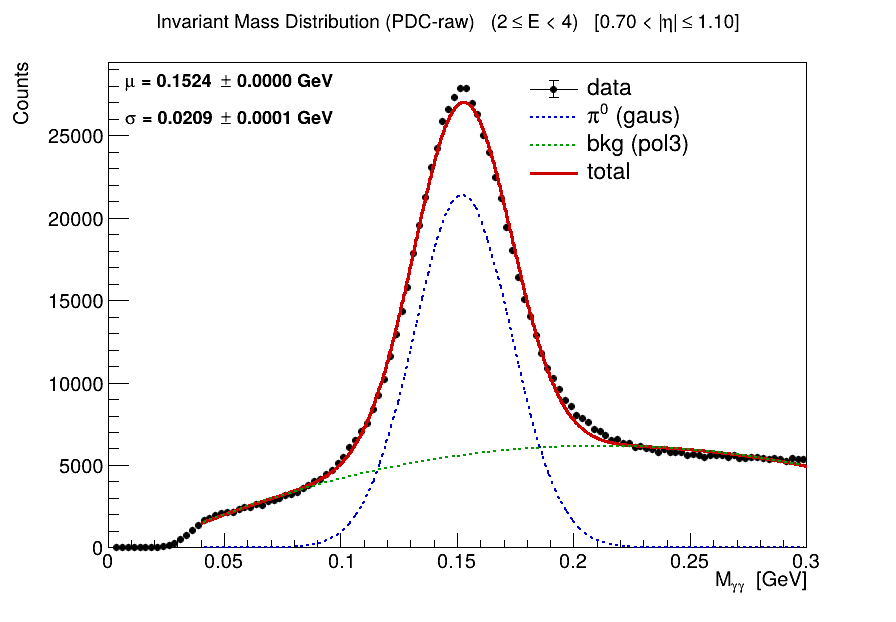 Invariant Mass Distribution (PDC-raw) (2 ≤ E < 4) [0.70 < |η| ≤ 1.10]
Counts
μ = 0.1524 ± 0.0000 GeV
σ = 0.0209 ± 0.0001 GeV
data
π⁰ (gaus)
bkg (pol3)
total
25000
20000
15000
10000
5000
0
0 0.05 0.1 0.15 0.2 0.25 0.3
Mγγ [GeV]